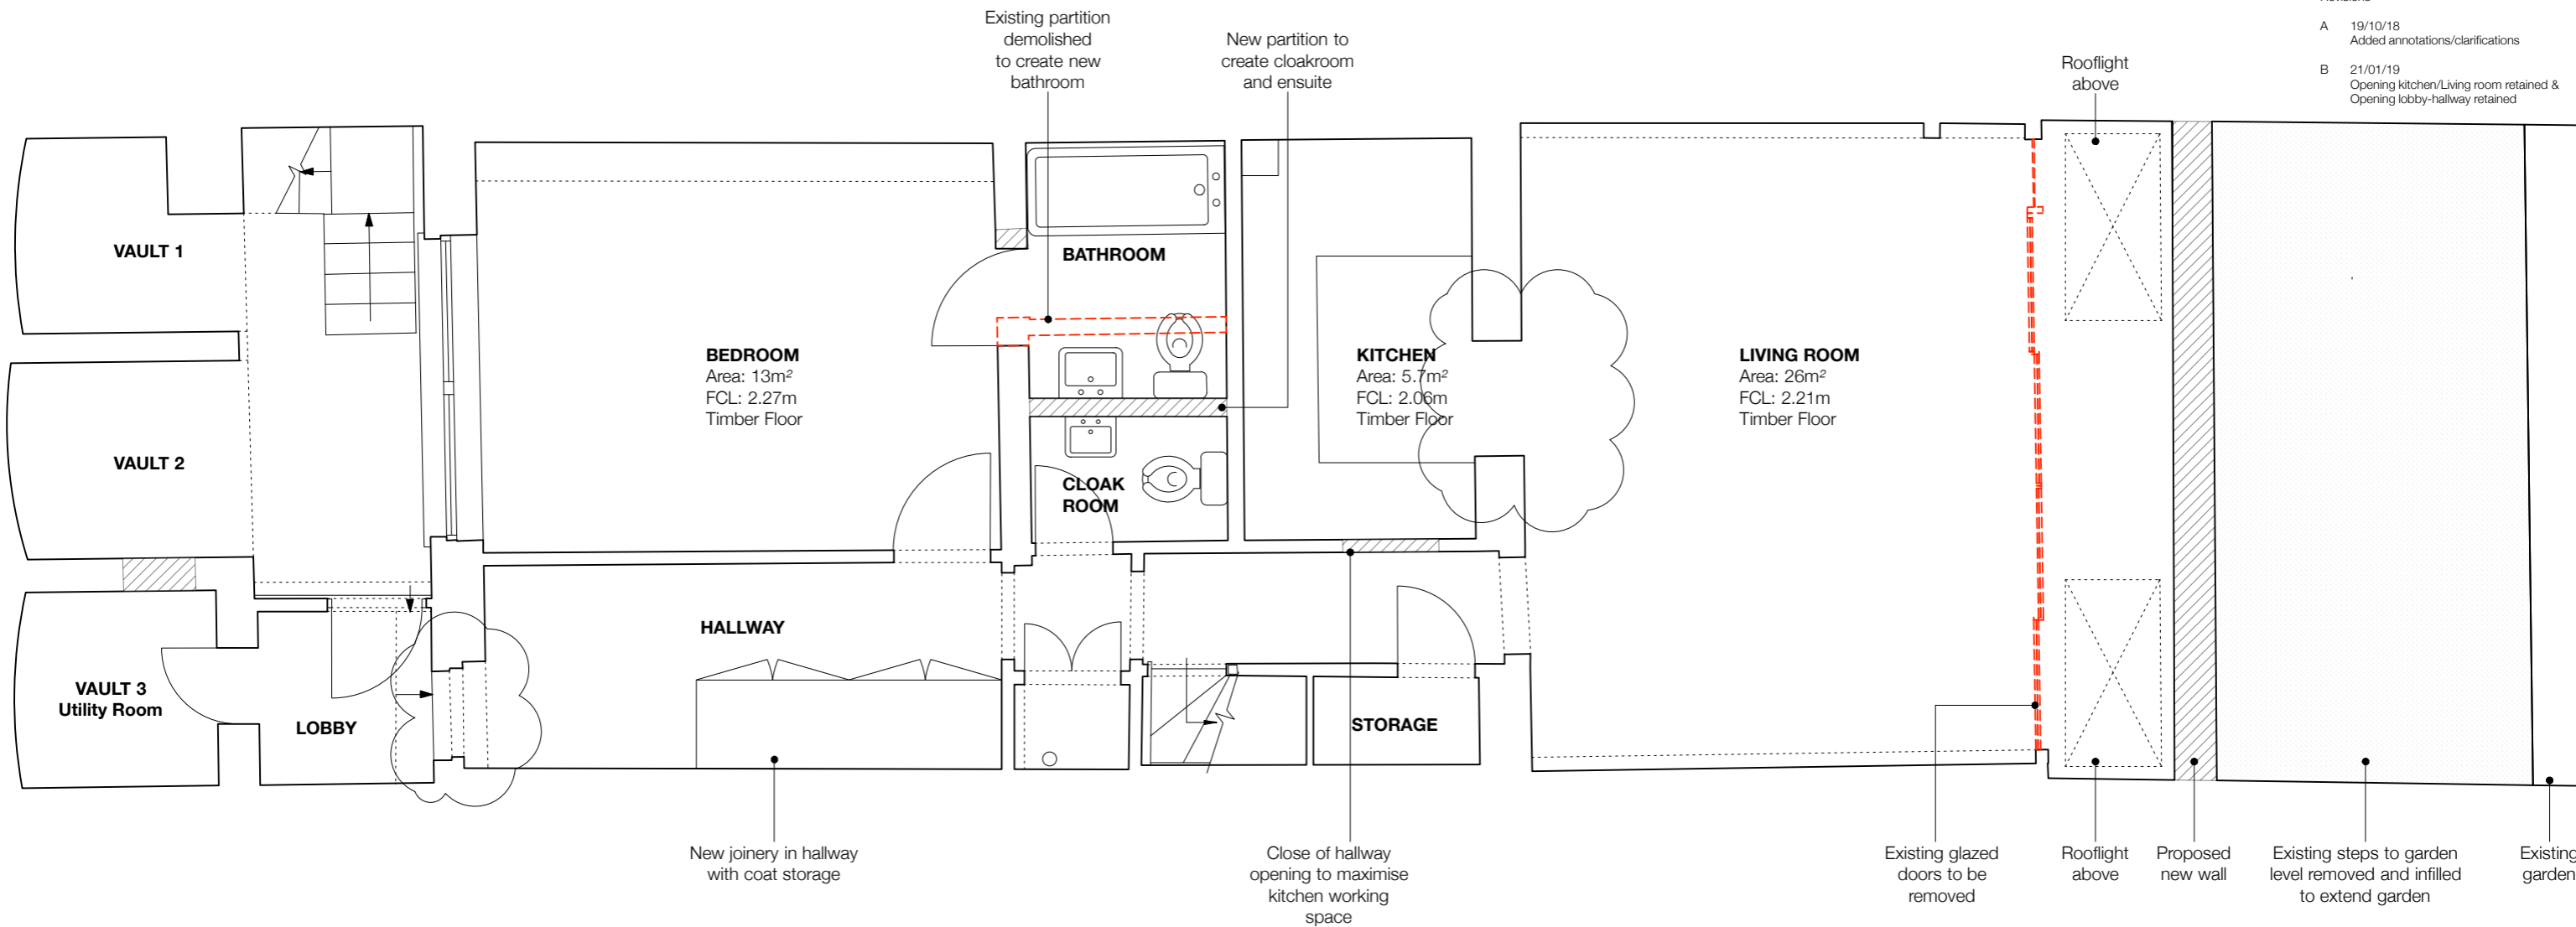 Revisions
A 19/10/18
Added annotations/clarifications
B 21/01/19
Opening kitchen/Living room retained &
Opening lobby-hallway retained
Existing partition
demolished
to create new
bathroom
New partition to
create cloakroom
and ensuite
Rooflight
above
VAULT 1
VAULT 2
VAULT 3
Utility Room
LOBBY
BEDROOM
Area: 13m²
FCL: 2.27m
Timber Floor
HALLWAY
BATHROOM
CLOAK
ROOM
KITCHEN
Area: 5.7m²
FCL: 2.06m
Timber Floor
STORAGE
LIVING ROOM
Area: 26m²
FCL: 2.21m
Timber Floor
New joinery in hallway
with coat storage
Close of hallway
opening to maximise
kitchen working
space
Existing glazed
doors to be
removed
Rooflight
above
Proposed
new wall
Existing steps to garden
level removed and infilled
to extend garden
Existing
garden